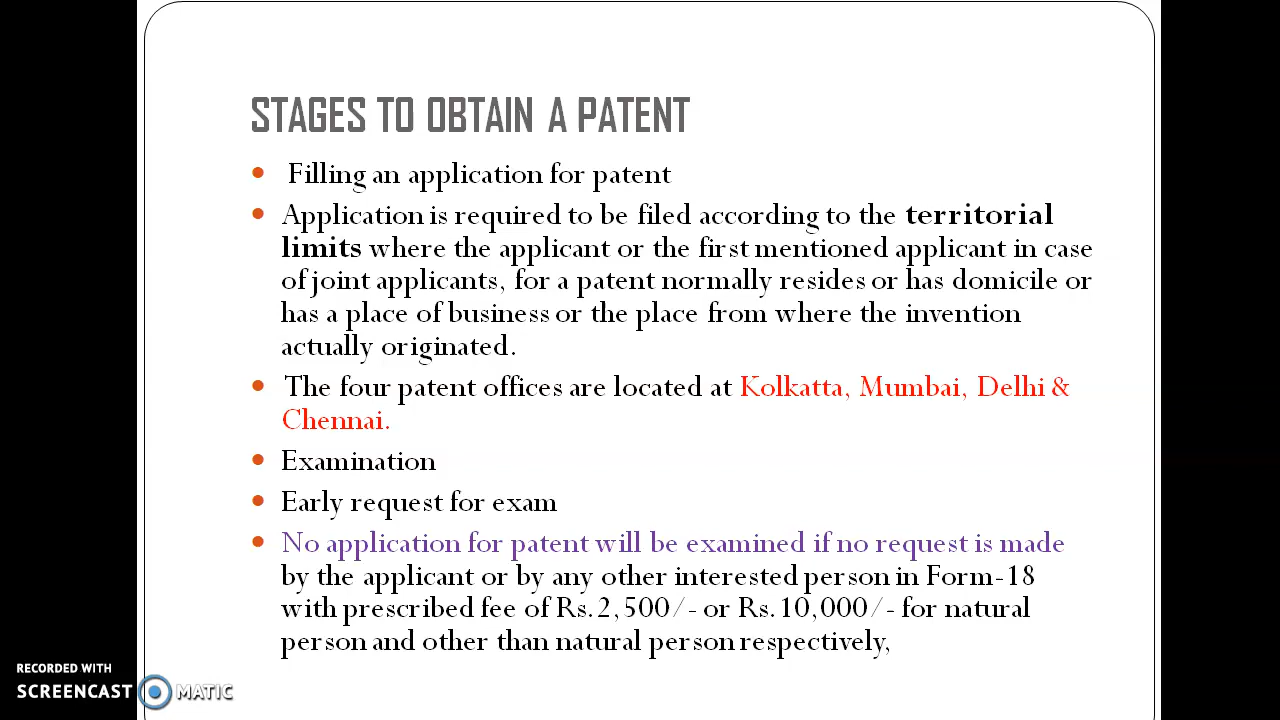 STAGES TO OBTAIN A PATENT
• Filling an application for patent
• Application is required to be filed according to the territorial
limits where the applicant or the first mentioned applicant in case
of joint applicants, for a patent normally resides or has domicile or
has a place of business or the place from where the invention
actually originated.
• The four patent offices are located at Kolkatta, Mumbai, Delhi &
Chennai.
• Examination
• Early request for exam
• No application for patent will be examined if no request is made
by the applicant or by any other interested person in Form-18
with prescribed fee of Rs.2,500/- or Rs.10,000/- for natural
person and other than natural person respectively,
RECORDED WITH
SCREENCAST MATIC